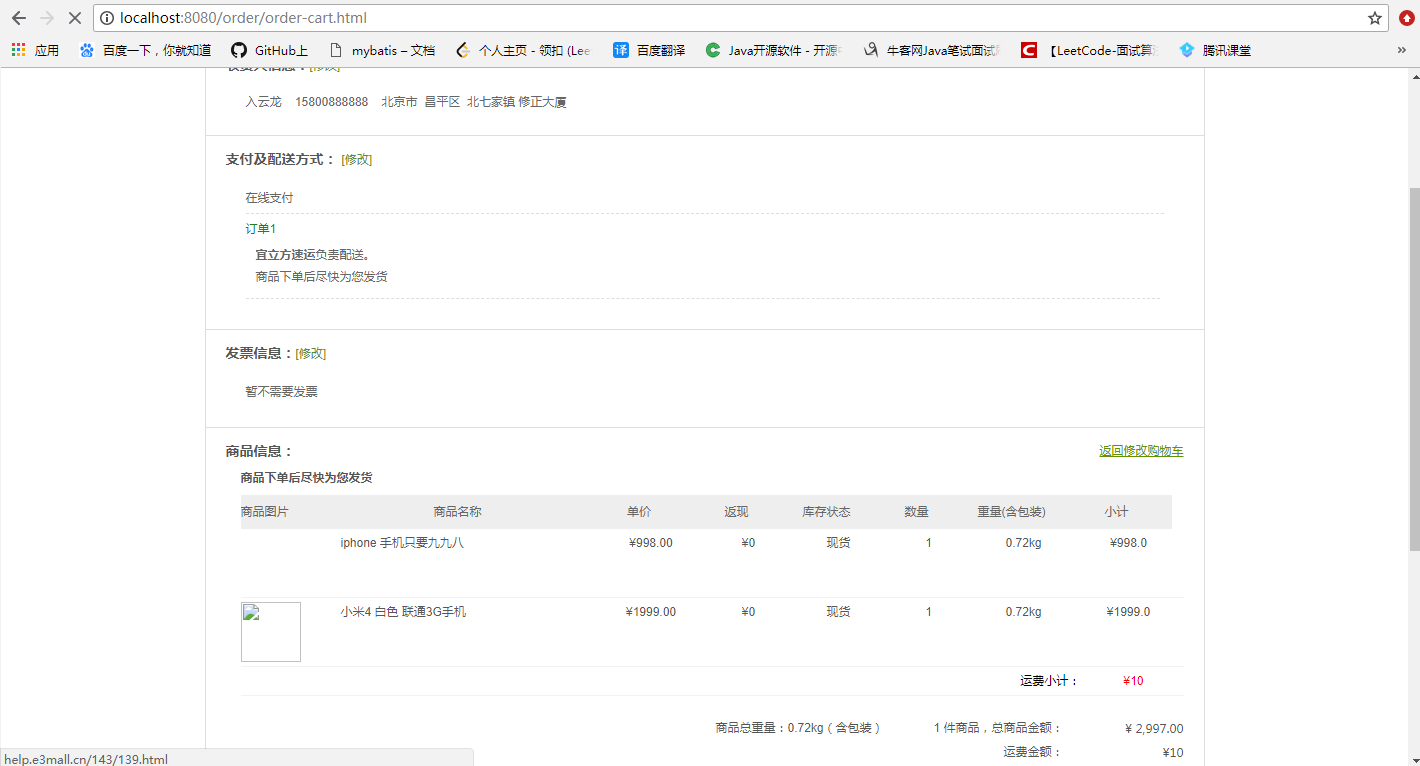 localhost:8080/order/order-cart.html
应用 百度一下，你就知道 GitHub上 mybatis – 文档 个人主页 - 领扣 (Lee 百度翻译 Java开源软件 - 开源 牛客网Java笔试面试 【LeetCode-面试算 腾讯课堂 »
[修改]
入云龙 15800888888 北京市 昌平区 北七家镇 修正大厦
支付及配送方式： [修改]
在线支付
订单1
宜立方速运负责配送。
商品下单后尽快为您发货
发票信息：[修改]
暂不需要发票
商品信息： 返回修改购物车
商品下单后尽快为您发货
商品图片 商品名称 单价 返现 库存状态 数量 重量(含包装) 小计
iphone 手机只要九九八 ¥998.00 ¥0 现货 1 0.72kg ¥998.0
小米4 白色 联通3G手机 ¥1999.00 ¥0 现货 1 0.72kg ¥1999.0
运费小计： ¥10
商品总重量：0.72kg（含包装） 1 件商品，总商品金额： ¥ 2,997.00
运费金额： ¥10
help.e3mall.cn/143/139.html